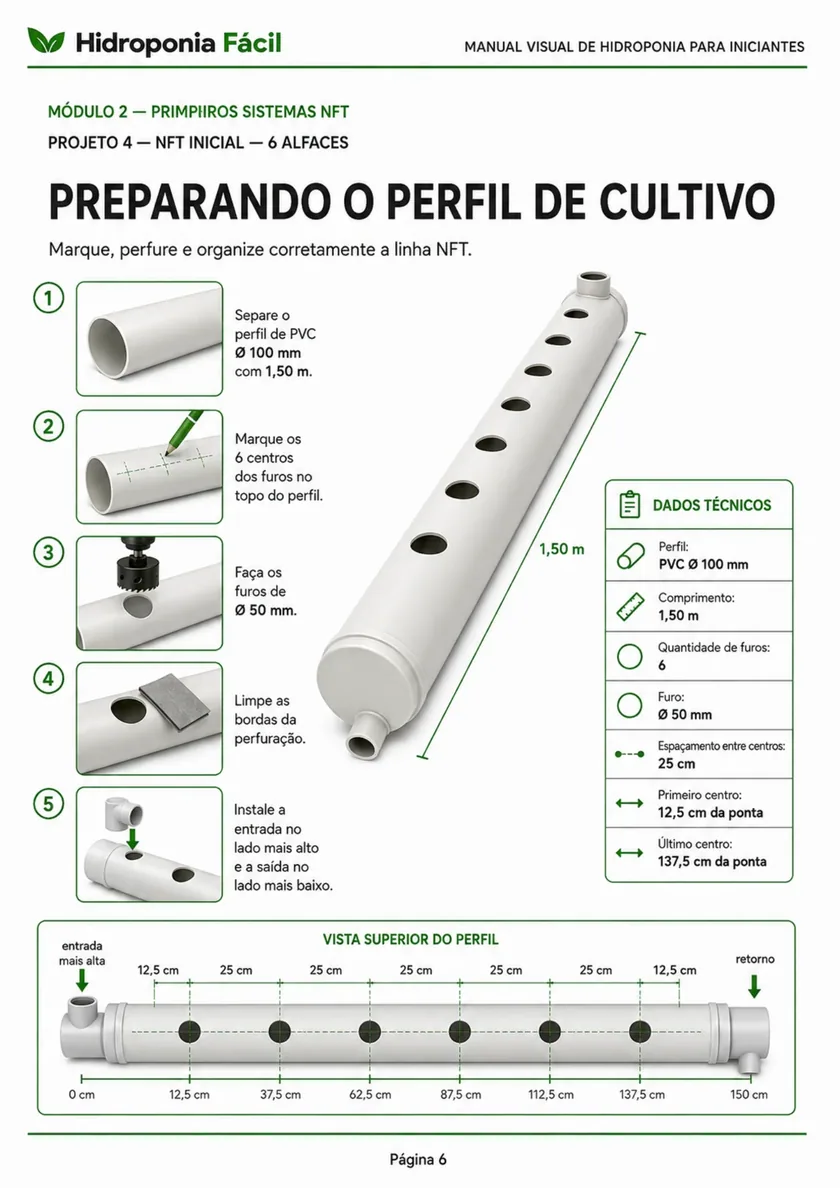 Hidroponia Fácil
MANUAL VISUAL DE HIDROPONIA PARA INICIANTES
MÓDULO 2 — PRIMPHROS SISTEMAS NFT
PROJETO 4 — NFT INICIAL — 6 ALFACES
PREPARANDO O PERFIL DE CULTIVO
Marque, perfure e organize corretamente a linha NFT.
1
Separe o
perfil de PVC
Ø 100 mm
com 1,50 m.
2
Marque os
6 centros
dos furos no
topo do perfil.
3
Faça os
furos de
Ø 50 mm.
4
Limpe as
bordas da
perfuração.
5
Instale a
entrada no
lado mais alto
e a saída no
lado mais baixo.
1,50 m
DADOS TÉCNICOS
Perfil:
PVC Ø 100 mm
Comprimento:
1,50 m
Quantidade de furos:
6
Furo:
Ø 50 mm
Espaçamento entre centros:
25 cm
Primeiro centro:
12,5 cm da ponta
Último centro:
137,5 cm da ponta
VISTA SUPERIOR DO PERFIL
entrada
mais alta
retorno
12,5 cm 25 cm 25 cm 25 cm 25 cm 25 cm 12,5 cm
0 cm 12,5 cm 37,5 cm 62,5 cm 87,5 cm 112,5 cm 137,5 cm 150 cm
Página 6